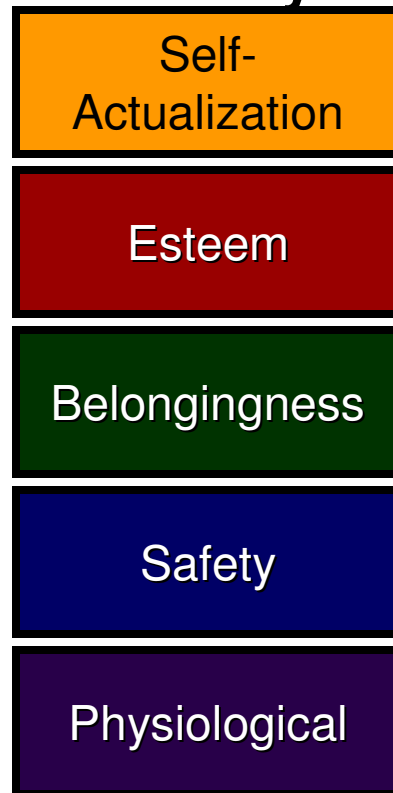 Self-
Actualization
Esteem
Belongingness
Safety
Physiological